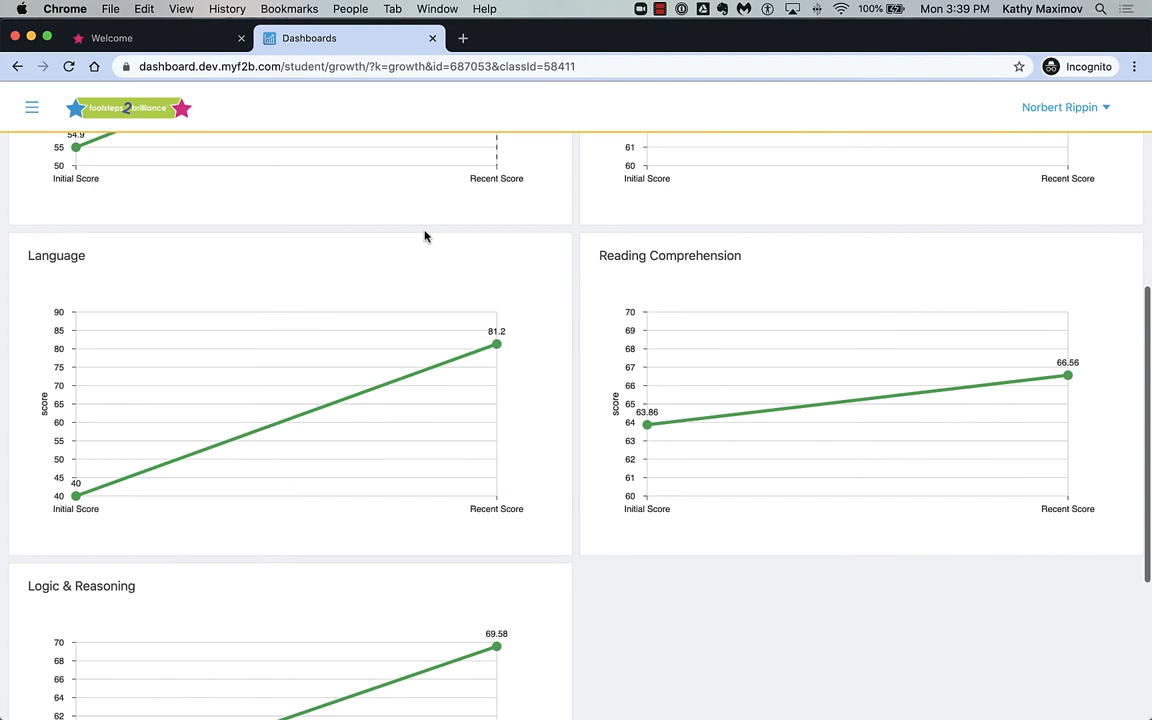 Chrome File Edit View History Bookmarks People Tab Window Help 100% Mon 3:39 PM Kathy Maximov
Welcome Dashboards
dashboard.dev.myf2b.com/student/growth/?k=growth&id=687053&classId=58411 Incognito
footsteps2brilliance Norbert Rippin
54.9
55
50
Initial Score Recent Score
61
60
Initial Score Recent Score
Language
90
85
80
75
70
65
60
55
50
45
40
score
40
81.2
Initial Score Recent Score
Reading Comprehension
70
69
68
67
66
65
64
63
62
61
60
score
63.86
66.56
Initial Score Recent Score
Logic & Reasoning
70
68
66
64
62
69.58